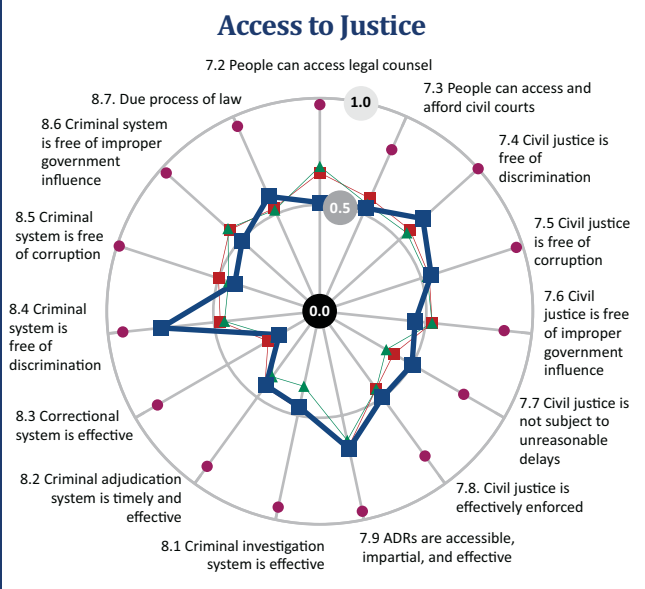 Access to Justice
7.2 People can access legal counsel
1.0
7.3 People can access and
afford civil courts
7.4 Civil justice is
free of
discrimination
7.5 Civil justice
is free of
corruption
7.6 Civil
justice is free
of improper
government
influence
7.7 Civil justice is
not subject to
unreasonable
delays
7.8. Civil justice is
effectively enforced
7.9 ADRs are accessible,
impartial, and effective
8.1 Criminal investigation
system is effective
8.2 Criminal adjudication
system is timely and
effective
8.3 Correctional
system is effective
8.4 Criminal
system is
free of
discrimination
8.5 Criminal
system is free
of corruption
8.6 Criminal system
is free of improper
government
influence
8.7. Due process of law
0.5
0.0